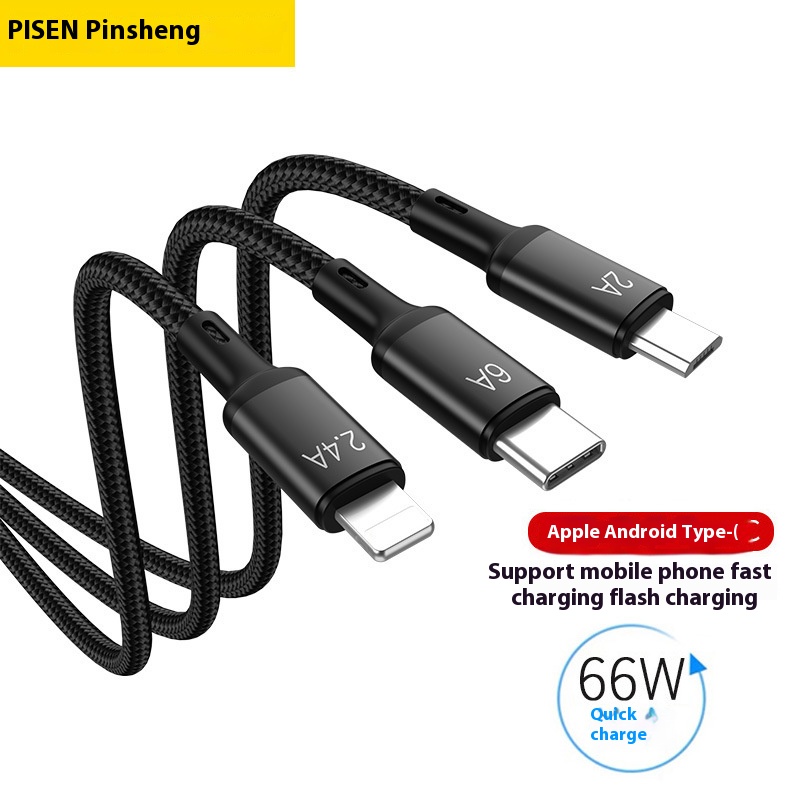 PISEN Pinsheng
2A
6A
2.4A
Apple Android Type-(
Support mobile phone fast
charging flash charging
66W
Quick
charge